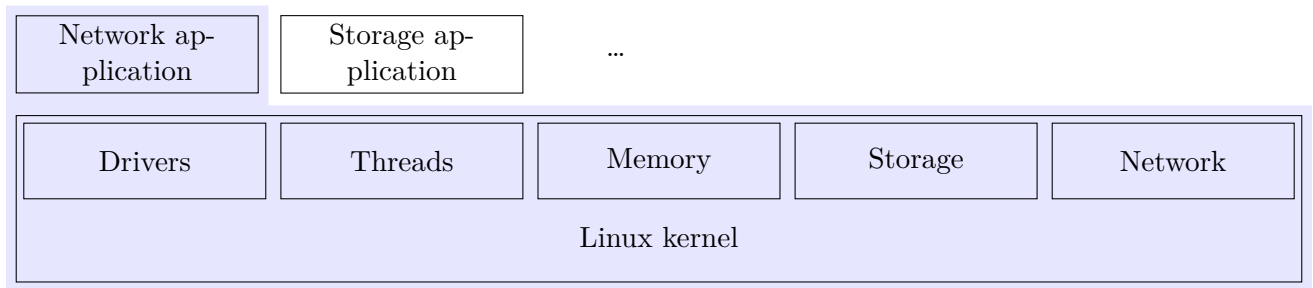 Network ap-
plication
Storage ap-
plication
…
Drivers
Threads
Memory
Storage
Network
Linux kernel